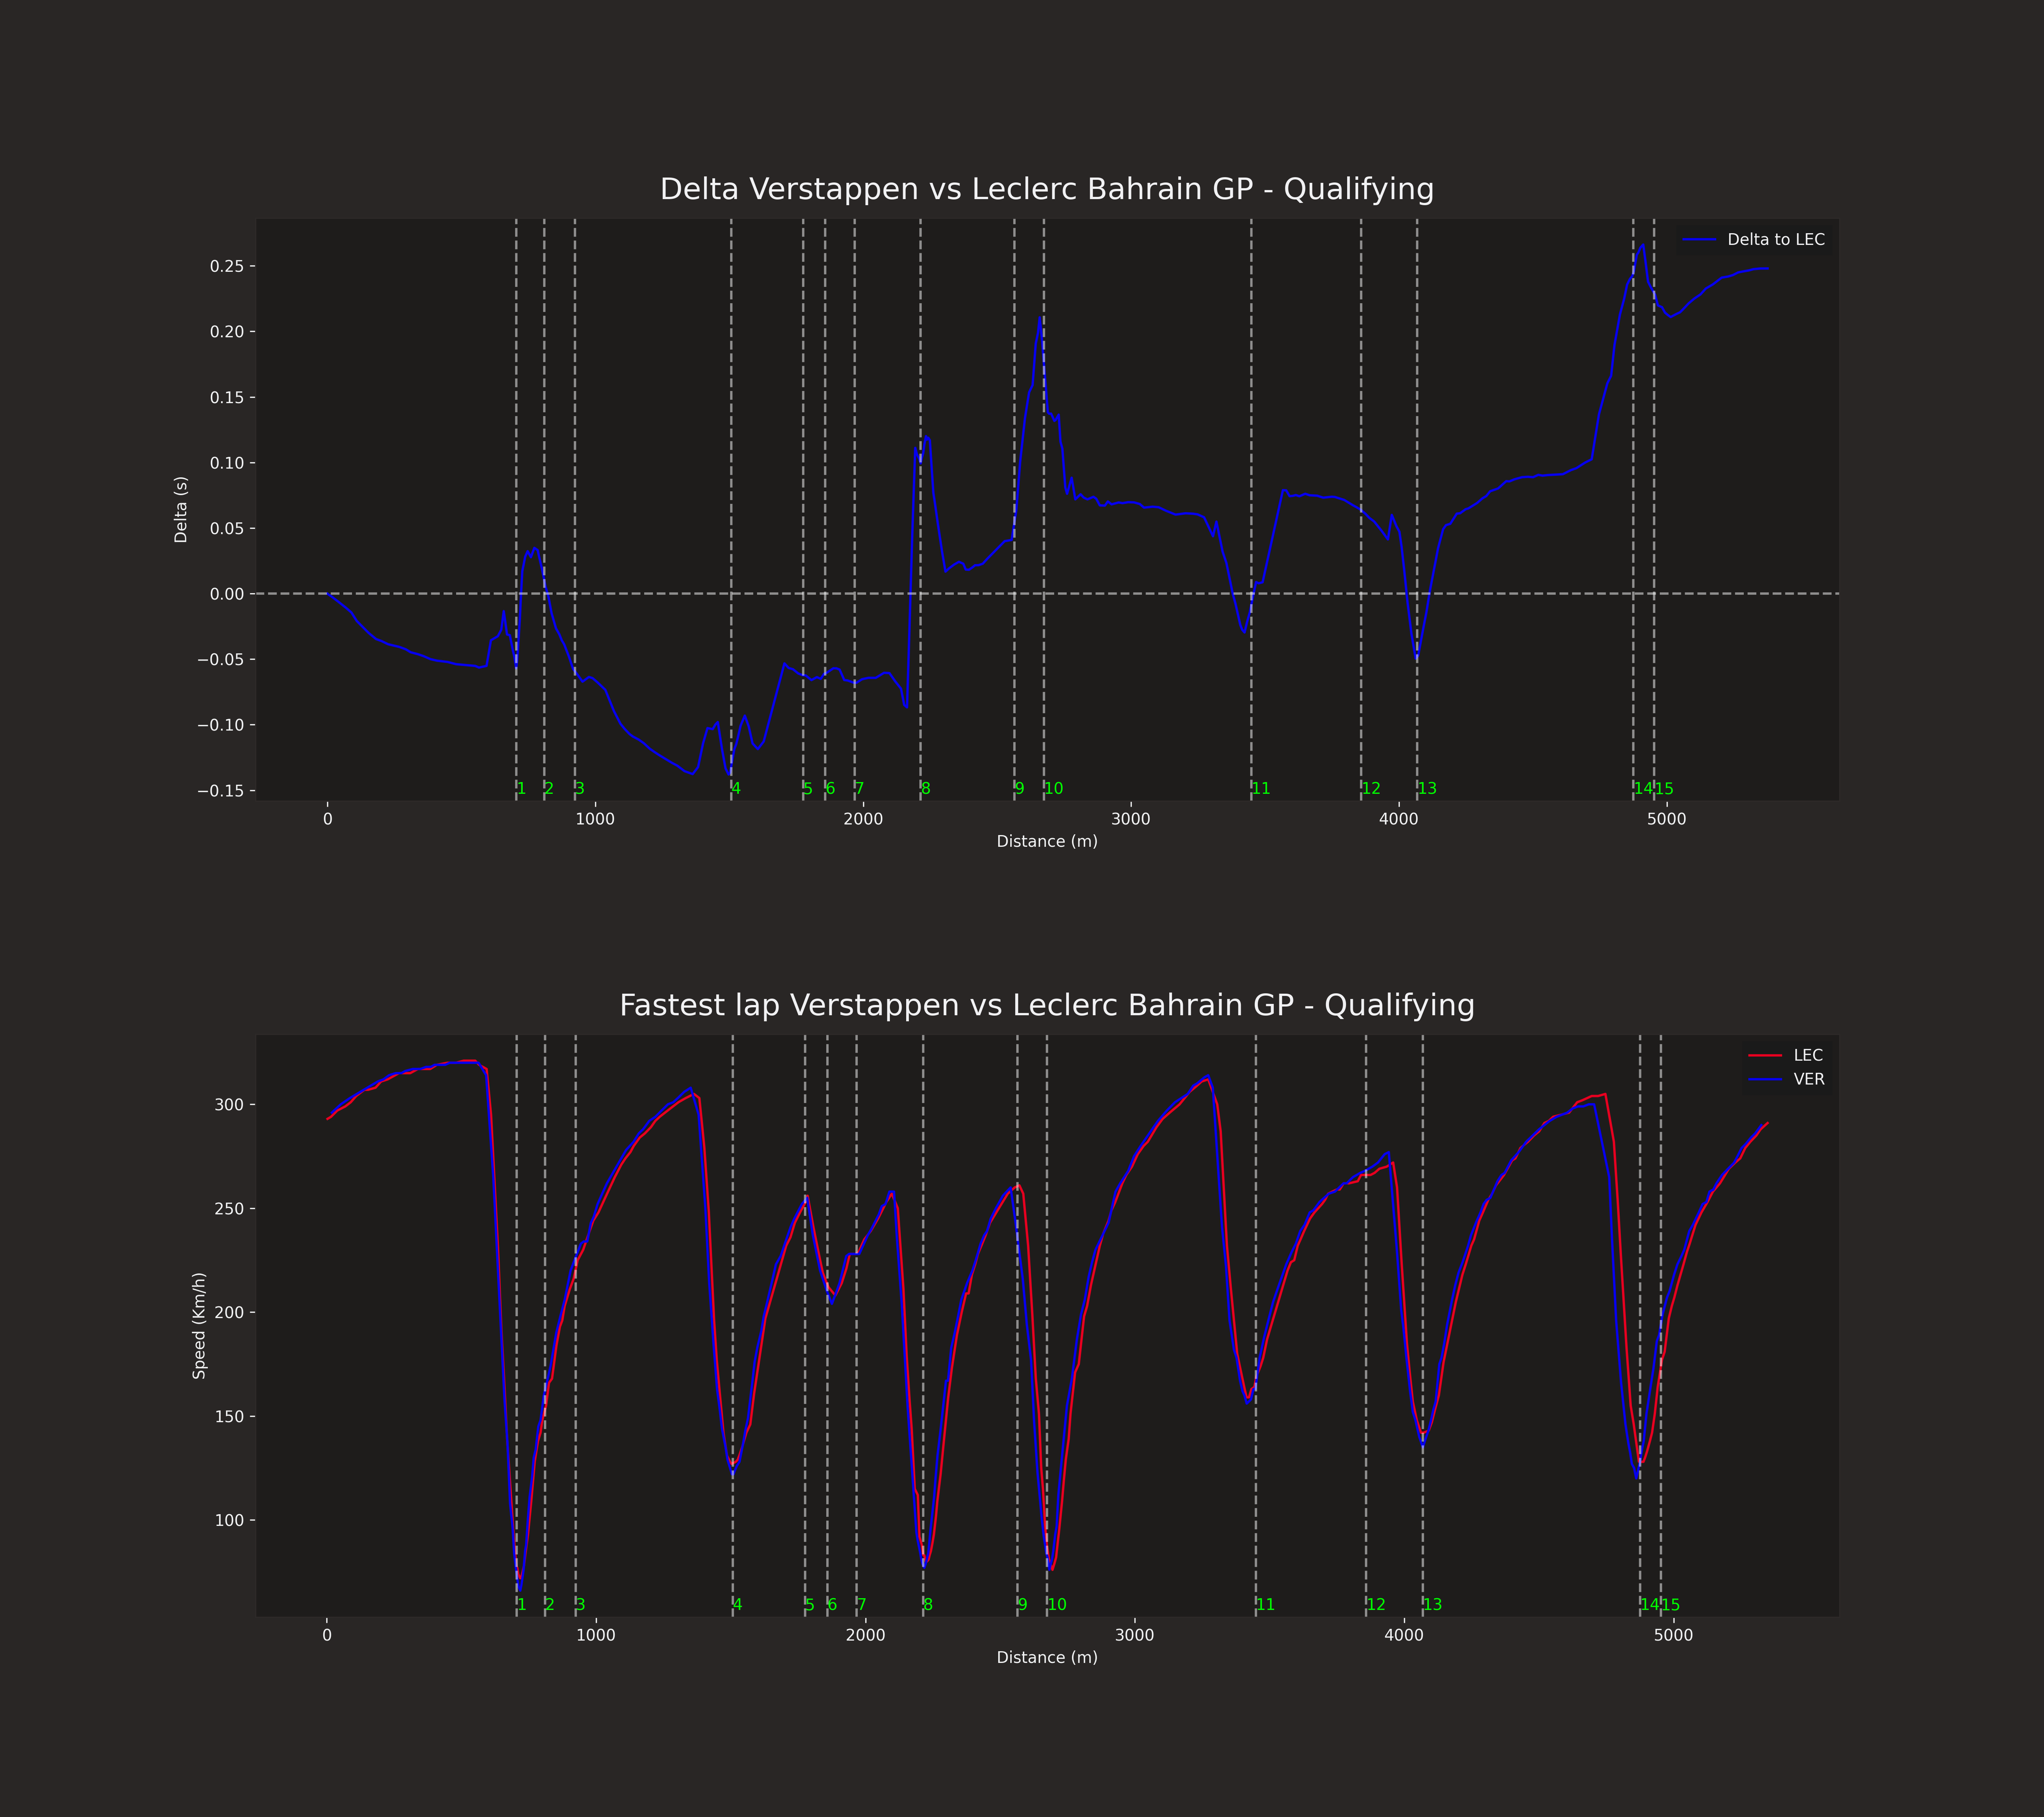 Delta Verstappen vs Leclerc Bahrain GP - Qualifying
Delta to LEC
Delta (s)
0.25
0.20
0.15
0.10
0.05
0.00
−0.05
−0.10
−0.15
1 2 3 4 5 6 7 8 9 10 11 12 13 14 15
0 1000 2000 3000 4000 5000
Distance (m)
Fastest lap Verstappen vs Leclerc Bahrain GP - Qualifying
LEC
VER
Speed (Km/h)
300
250
200
150
100
1 2 3 4 5 6 7 8 9 10 11 12 13 14 15
0 1000 2000 3000 4000 5000
Distance (m)